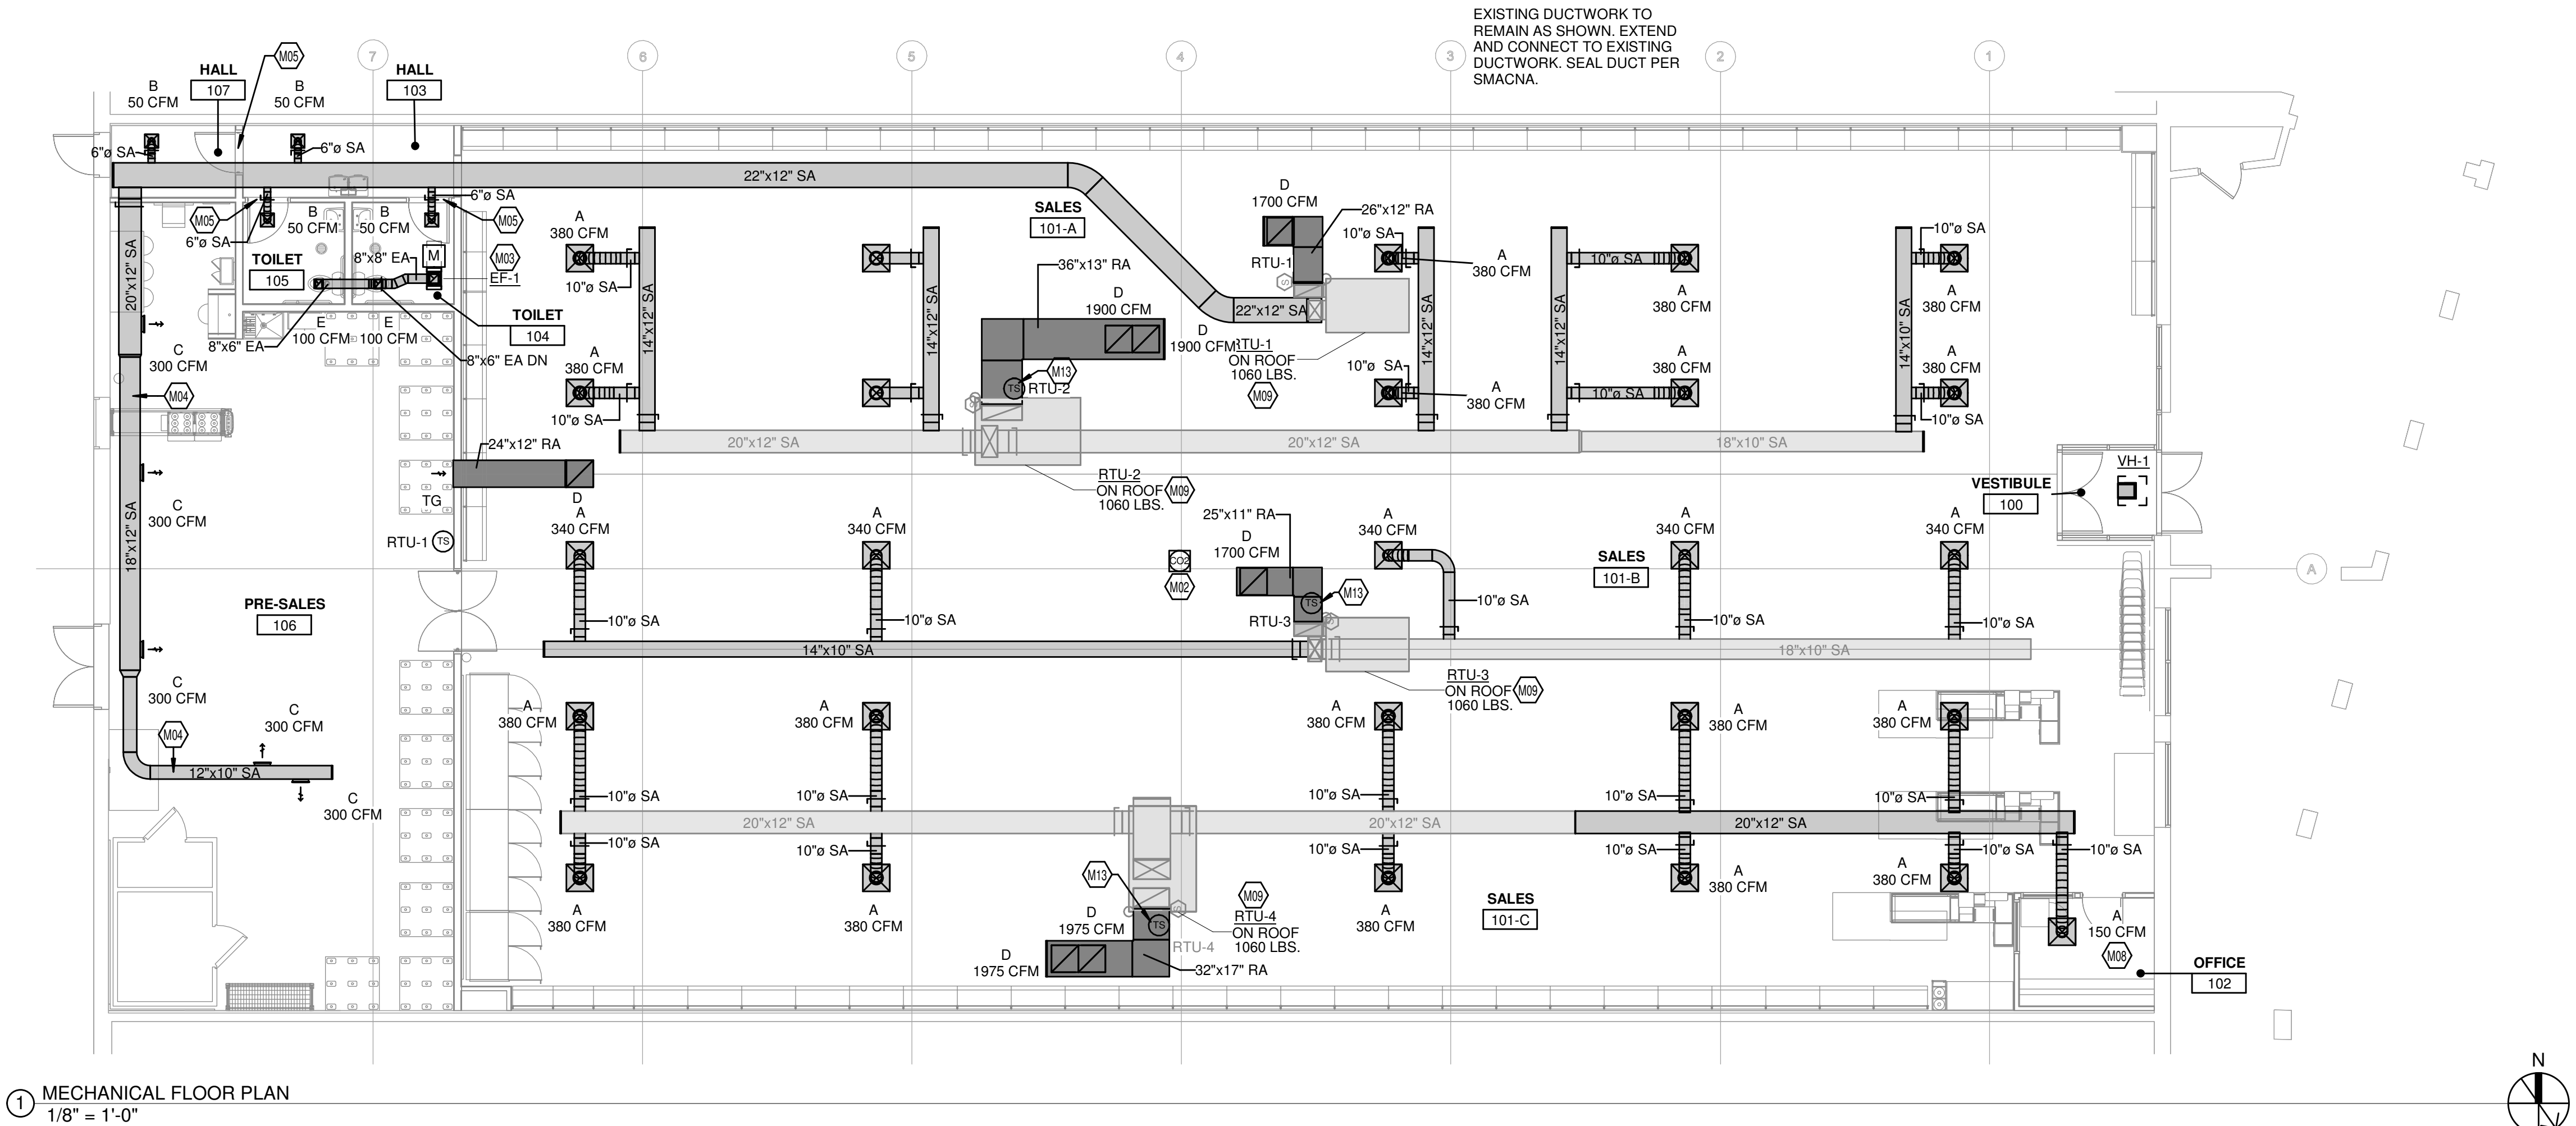 EXISTING DUCTWORK TO
REMAIN AS SHOWN. EXTEND
AND CONNECT TO EXISTING
DUCTWORK. SEAL DUCT PER
SMACNA.
7
6
5
4
3
2
1
M05
HALL
107
HALL
103
B
50 CFM
B
50 CFM
6"ø SA
6"ø SA
22"x12" SA
6"ø SA
M05
M05
B
50 CFM
B
50 CFM
6"ø SA
20"x12" SA
TOILET
105
8"x8" EA
M
M03
EF-1
TOILET
104
E
100 CFM
E
100 CFM
8"x6" EA
8"x6" EA DN
C
300 CFM
M04
A
380 CFM
10"ø SA
14"x12" SA
A
380 CFM
10"ø SA
14"x12" SA
SALES
101-A
36"x13" RA
D
1900 CFM
D
1900 CFM
TS
M13
RTU-2
D
1700 CFM
26"x12" RA
RTU-1
S
22"x12" SA
RTU-1
ON ROOF
1060 LBS.
M09
10"ø SA
A
380 CFM
10"ø SA
A
380 CFM
14"x12" SA
14"x12" SA
10"ø SA
A
380 CFM
A
380 CFM
10"ø SA
14"x10" SA
10"ø SA
A
380 CFM
A
380 CFM
10"ø SA
20"x12" SA
20"x12" SA
18"x10" SA
RTU-2
ON ROOF
1060 LBS.
M09
24"x12" RA
TG
D
RTU-1
TS
C
300 CFM
18"x12" SA
VESTIBULE
100
VH-1
A
340 CFM
A
340 CFM
A
340 CFM
A
340 CFM
A
340 CFM
CO2
M02
25"x11" RA
D
1700 CFM
TS
M13
RTU-3
S
SALES
101-B
A
10"ø SA
10"ø SA
10"ø SA
10"ø SA
10"ø SA
14"x10" SA
18"x10" SA
RTU-3
ON ROOF
1060 LBS.
M09
PRE-SALES
106
C
300 CFM
C
300 CFM
M04
12"x10" SA
C
300 CFM
A
380 CFM
A
380 CFM
A
380 CFM
A
380 CFM
A
380 CFM
10"ø SA
10"ø SA
10"ø SA
10"ø SA
10"ø SA
20"x12" SA
20"x12" SA
20"x12" SA
10"ø SA
10"ø SA
10"ø SA
10"ø SA
10"ø SA
10"ø SA
A
380 CFM
A
380 CFM
A
380 CFM
A
380 CFM
A
380 CFM
M13
TS
S
M09
RTU-4
ON ROOF
1060 LBS.
RTU-4
D
1975 CFM
D
1975 CFM
32"x17" RA
SALES
101-C
A
150 CFM
M08
OFFICE
102
N
1
MECHANICAL FLOOR PLAN
1/8" = 1'-0"